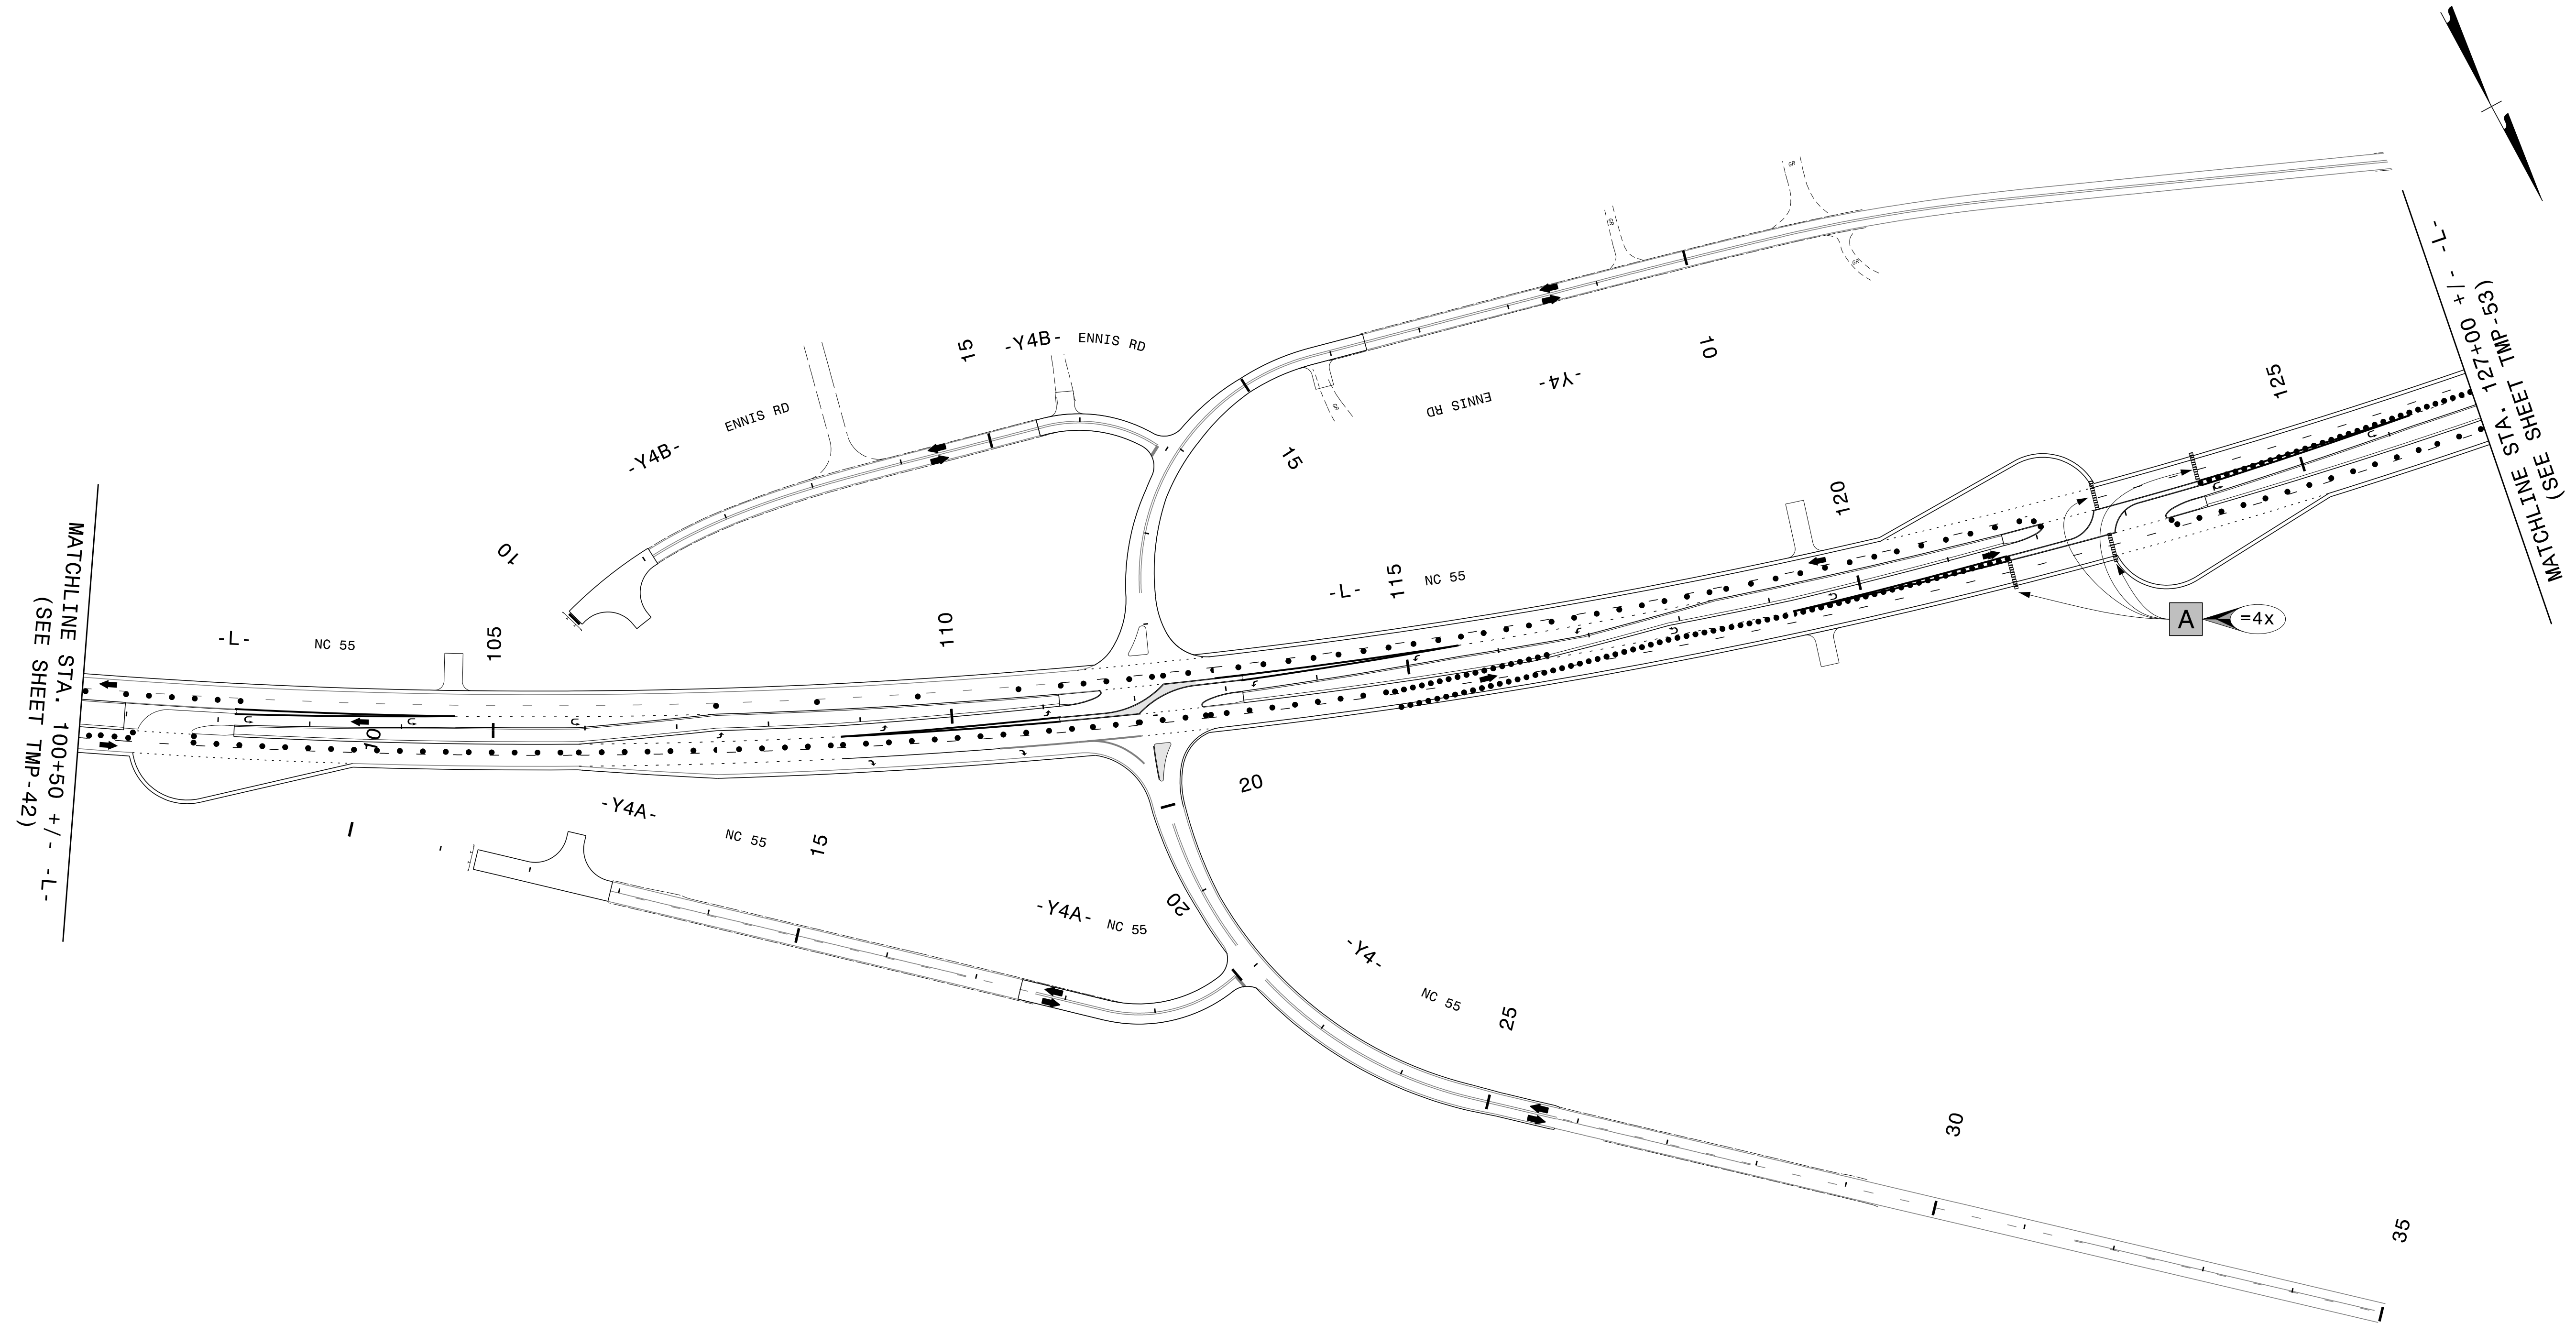 MATCHLINE STA. 100+50 +/- -L-
(SEE SHEET TMP-42)
-L-
NC 55
105
10
10
-Y4B-
ENNIS RD
15
-Y4B-
ENNIS RD
110
15
-L-
115
NC 55
ENNIS RD
-Y4-
10
120
125
-L-
MATCHLINE STA. 127+00 +/-
(SEE SHEET TMP-53)
A
=4x
-Y4A-
NC 55
15
20
-Y4A-
NC 55
20
-Y4-
NC 55
25
30
35